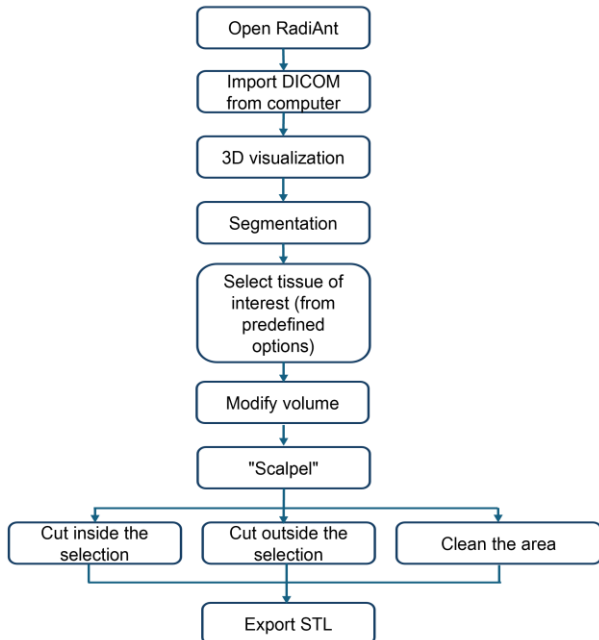 Open RadiAnt
Import DICOM
from computer
3D visualization
Segmentation
Select tissue of
interest (from
predefined
options)
Modify volume
"Scalpel"
Cut inside the
selection
Cut outside the
selection
Clean the area
Export STL